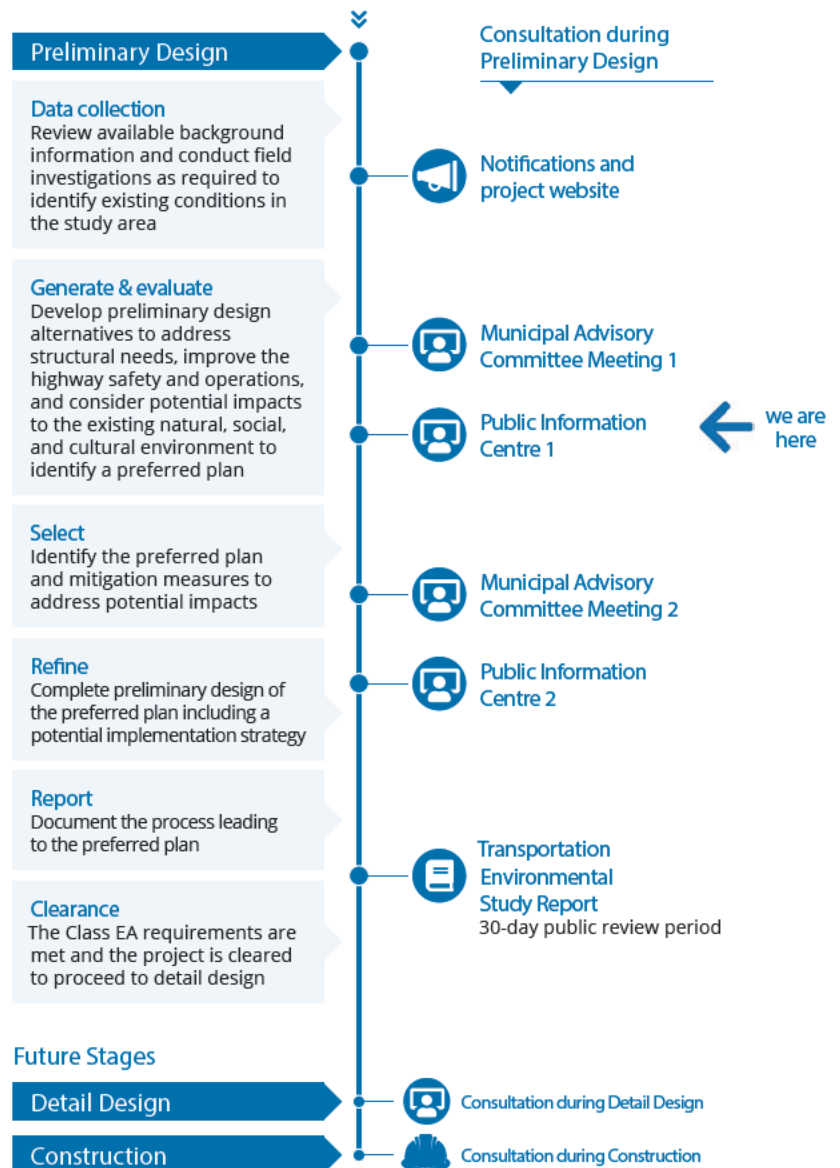 Preliminary Design
Consultation during
Preliminary Design
Data collection
Review available background
information and conduct field
investigations as required to
identify existing conditions in
the study area
Notifications and
project website
Generate & evaluate
Develop preliminary design
alternatives to address
structural needs, improve the
highway safety and operations,
and consider potential impacts
to the existing natural, social,
and cultural environment to
identify a preferred plan
Municipal Advisory
Committee Meeting 1
Public Information
Centre 1
we are
here
Select
Identify the preferred plan
and mitigation measures to
address potential impacts
Municipal Advisory
Committee Meeting 2
Refine
Complete preliminary design of
the preferred plan including a
potential implementation strategy
Public Information
Centre 2
Report
Document the process leading
to the preferred plan
Transportation
Environmental
Study Report
30-day public review period
Clearance
The Class EA requirements are
met and the project is cleared
to proceed to detail design
Future Stages
Detail Design
Consultation during Detail Design
Construction
Consultation during Construction